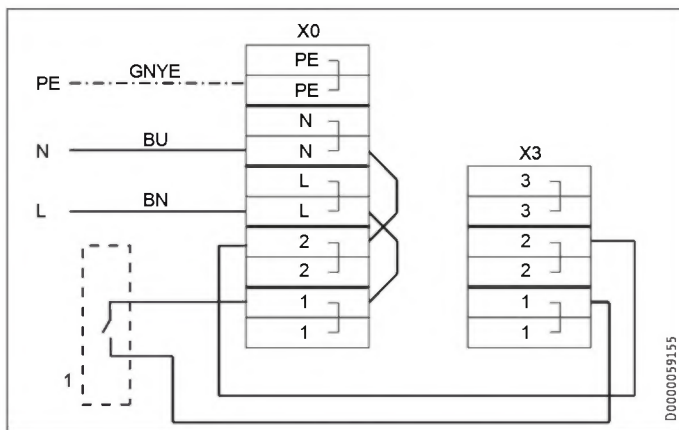 X0
PE
PE GNYE PE
N
N BU N
X3
L 3
L BN L 3
2 2
2 2
1 1
1 1
1
D0000059155